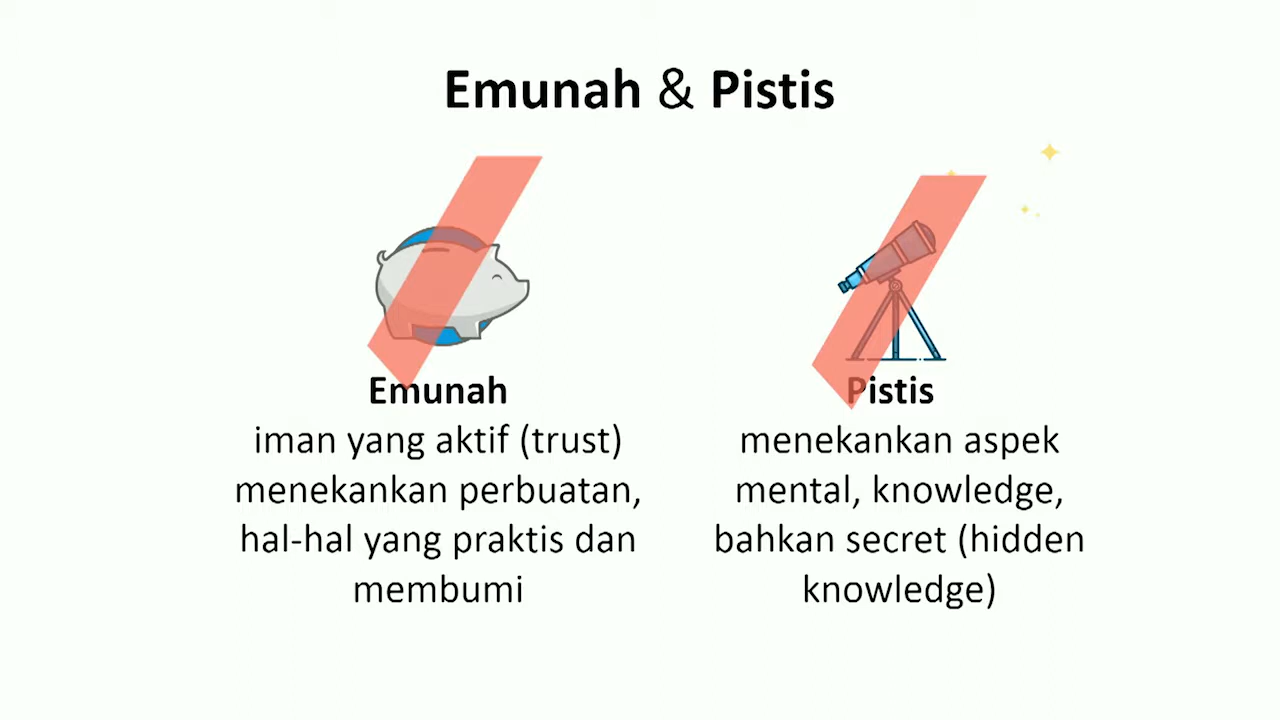 Emunah & Pistis
Emunah
iman yang aktif (trust)
menekankan perbuatan,
hal-hal yang praktis dan
membumi
Pistis
menekankan aspek
mental, knowledge,
bahkan secret (hidden
knowledge)